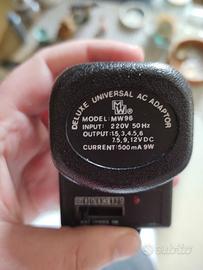 DELUXE UNIVERSAL AC ADAPTOR
MW
MODEL: MW96
INPUT: 220V 50Hz
OUTPUT: 1.5, 3, 4.5, 6
7.5, 9, 12V DC
CURRENT: 500mA 9W
Subito